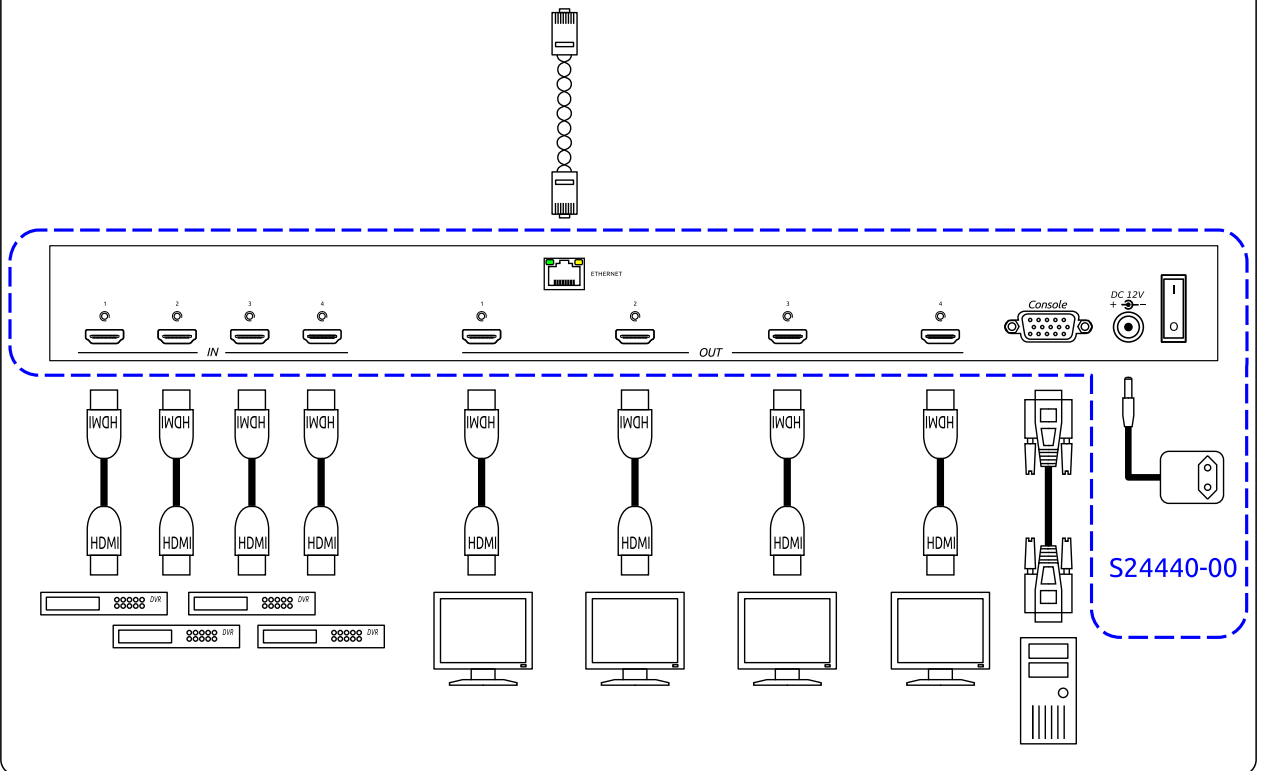 ETHERNET
1 2 3 4 1 2 3 4
Console
DC 12V
+ -
I
O
IN OUT
HDMI HDMI HDMI HDMI HDMI HDMI HDMI HDMI
HDMI HDMI HDMI HDMI HDMI HDMI HDMI HDMI
S24440-00
DVR DVR
DVR DVR